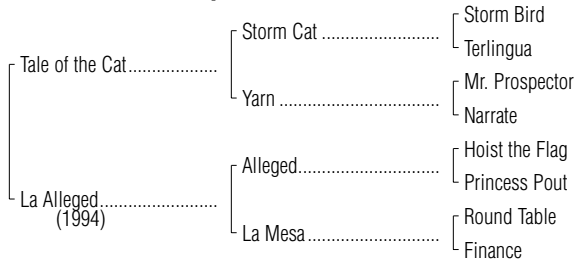 Storm Bird
Storm Cat ........................
Terlingua
Tale of the Cat..................
Mr. Prospector
Yarn .................................
Narrate
Hoist the Flag
Alleged.............................
Princess Pout
La Alleged........................
(1994)
Round Table
La Mesa...........................
Finance